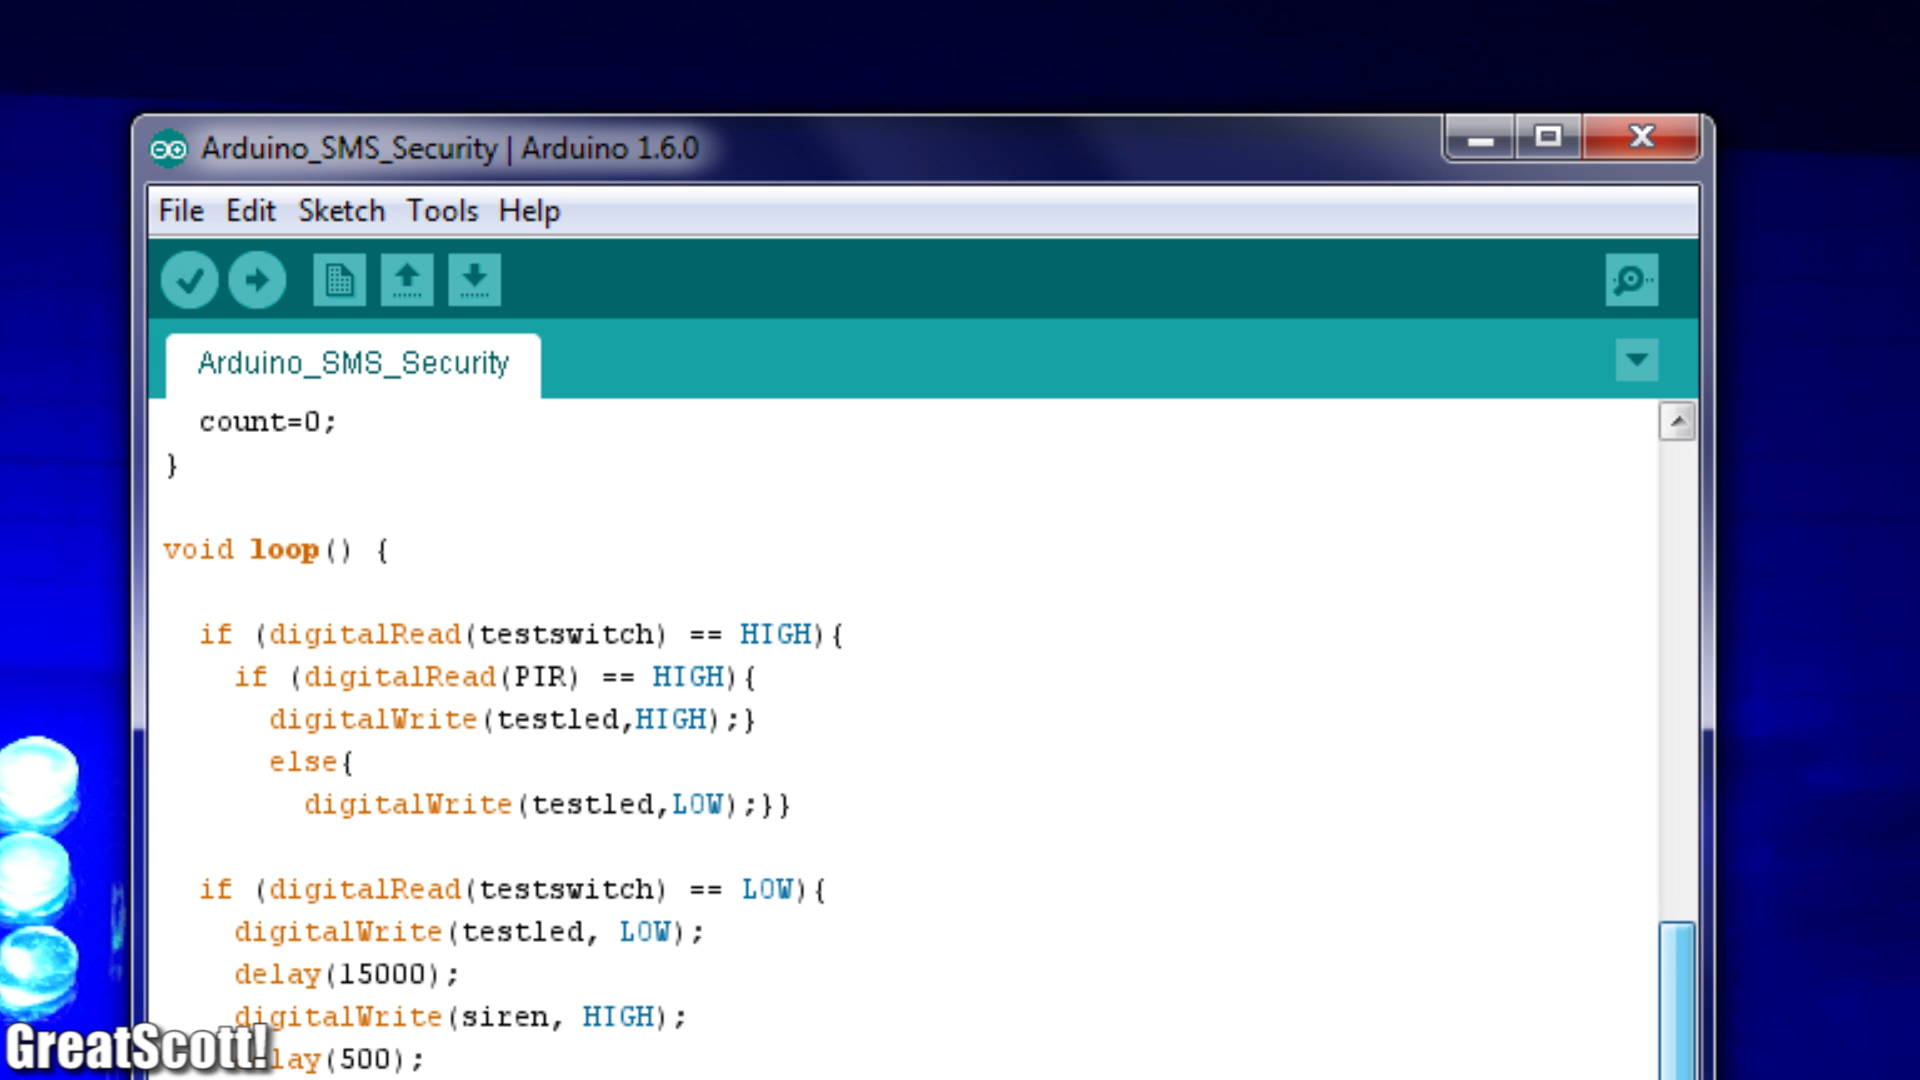 Arduino_SMS_Security | Arduino 1.6.0
File Edit Sketch Tools Help
Arduino_SMS_Security
count=0;
}
void loop() {
if (digitalRead(testswitch) == HIGH){
if (digitalRead(PIR) == HIGH){
digitalWrite(testled,HIGH);}
else{
digitalWrite(testled,LOW);}}
if (digitalRead(testswitch) == LOW){
digitalWrite(testled, LOW);
delay(15000);
digitalWrite(siren, HIGH);
lay(500);
GreatScott!